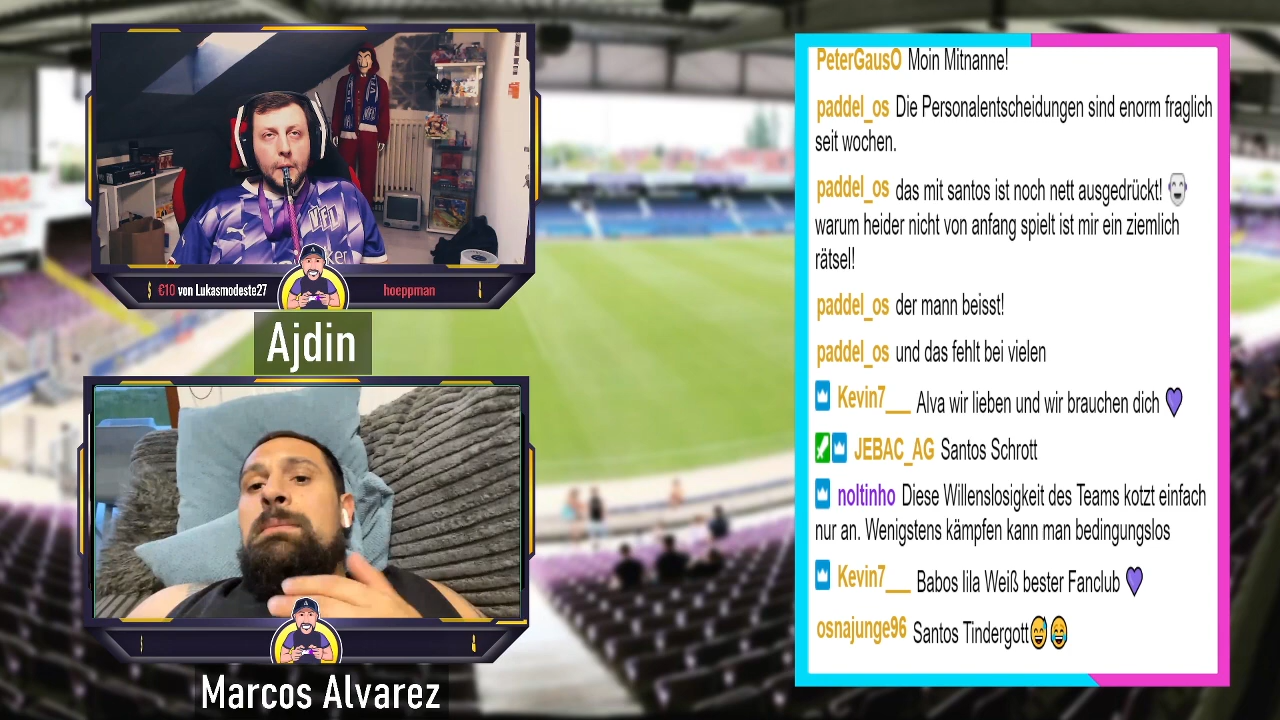 VFL
€10 von Lukasmodeste27
hoeppman
Ajdin
Marcos Alvarez
PeterGausO Moin Mitnanne!
paddel_os Die Personalentscheidungen sind enorm fraglich
seit wochen.
paddel_os das mit santos ist noch nett ausgedrückt!
warum heider nicht von anfang spielt ist mir ein ziemlich
rätsel!
paddel_os der mann beisst!
paddel_os und das fehlt bei vielen
Kevin7___ Alva wir lieben und wir brauchen dich 💜
JEBAC_AG Santos Schrott
noltinho Diese Willenslosigkeit des Teams kotzt einfach
nur an. Wenigstens kämpfen kann man bedingungslos
Kevin7___ Babos lila Weiß bester Fanclub 💜
osnajunge96 Santos Tindergott😅😂